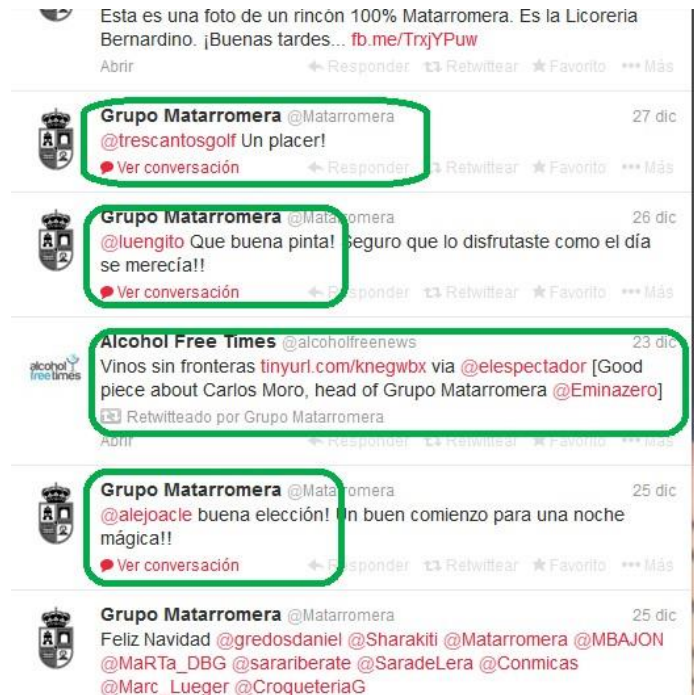 Esta es una foto de un rincón 100% Matarromera. Es la Licorería
Bernardino. ¡Buenas tardes... fb.me/TrxjYPuw
Abrir Responder Retwittear Favorito Más
Grupo Matarromera @Matarromera 27 dic
@trescantosgolf Un placer!
Ver conversación Responder Retwittear Favorito Más
Grupo Matarromera @Matarromera 26 dic
@luengito Que buena pinta! Seguro que lo disfrutaste como el día
se merecía!!
Ver conversación Responder Retwittear Favorito Más
Alcohol Free Times @alcoholfreenews 23 dic
alcohol
freetimes
Vinos sin fronteras tinyurl.com/knegwbx via @elespectador [Good
piece about Carlos Moro, head of Grupo Matarromera @Eminazero]
Retwitteado por Grupo Matarromera
Abrir Responder Retwittear Favorito Más
Grupo Matarromera @Matarromera 25 dic
@alejoacle buena elección! Un buen comienzo para una noche
mágica!!
Ver conversación Responder Retwittear Favorito Más
Grupo Matarromera @Matarromera 25 dic
Feliz Navidad @gredosdaniel @Sharakiti @Matarromera @MBAJON
@MaRTa_DBG @sarariberate @SaradeLera @Conmicas
@Marc_Lueger @CroqueteriaG